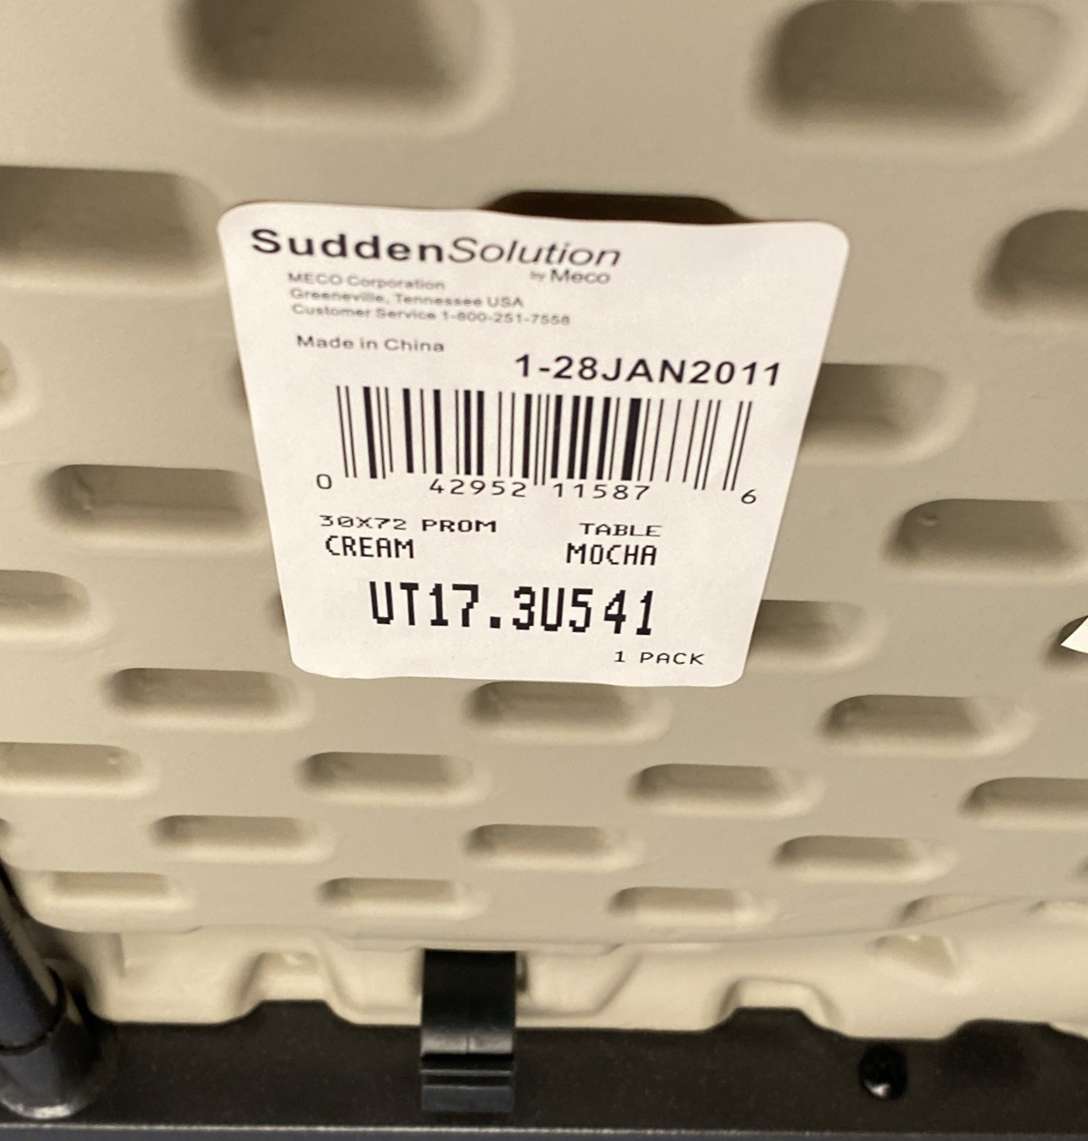 SuddenSolution
by Meco
MECO Corporation
Greeneville, Tennessee USA
Customer Service 1-800-251-7558
Made in China
1-28JAN2011
0 42952 11587 6
30X72 PROM TABLE
CREAM MOCHA
UT17.3U541
1 PACK